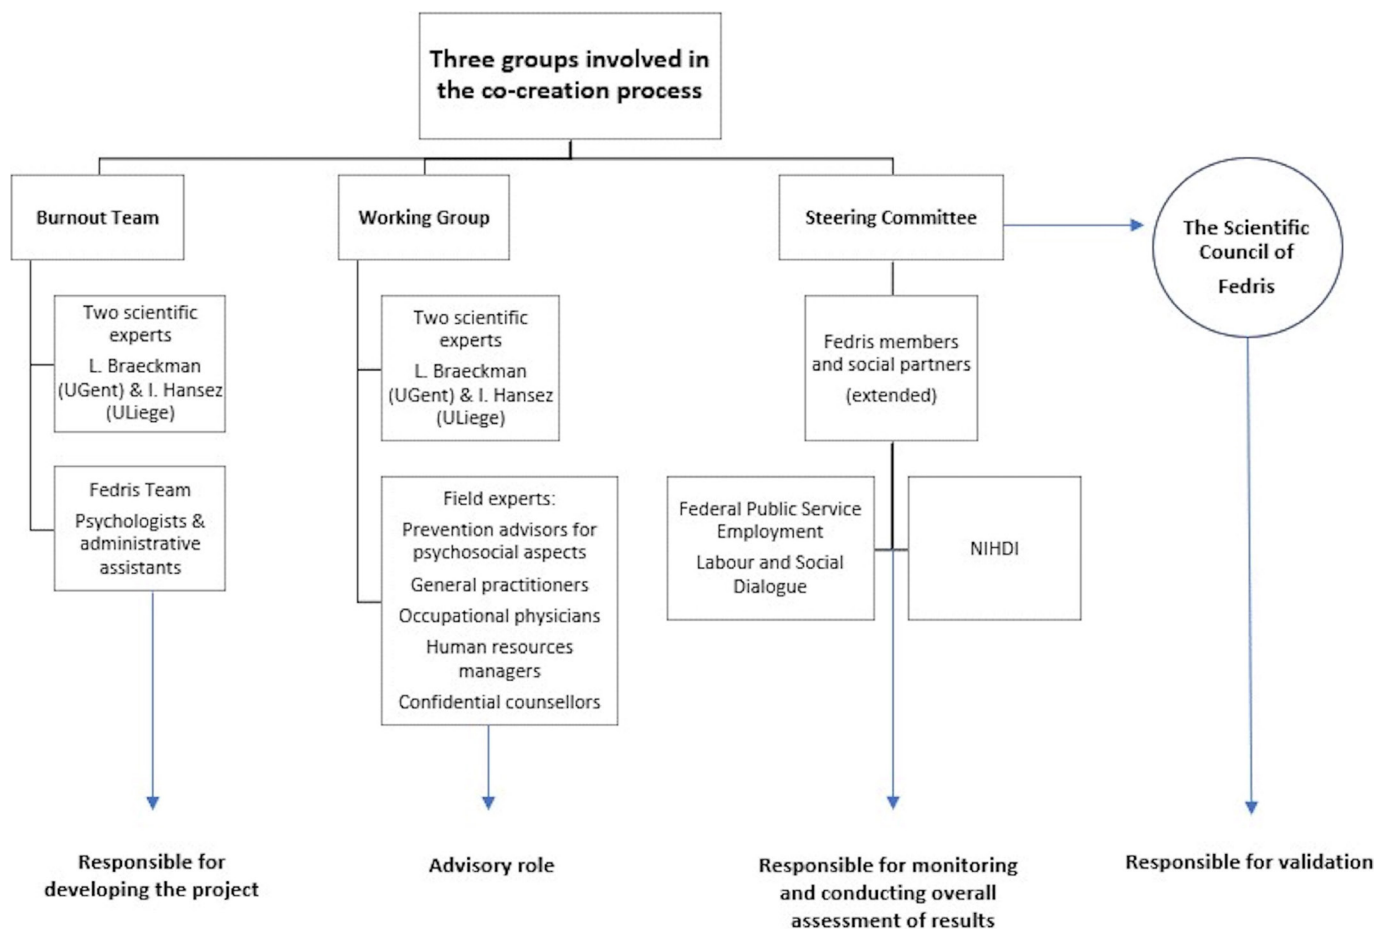 Three groups involved in
the co-creation process
Burnout Team
Working Group
Steering Committee
The Scientific
Council of
Fedris
Two scientific
experts
L. Braeckman
(UGent) & I. Hansez
(ULiege)
Two scientific
experts
L. Braeckman
(UGent) & I. Hansez
(ULiege)
Fedris members
and social partners
(extended)
Fedris Team
Psychologists &
administrative
assistants
Field experts:
Prevention advisors for
psychosocial aspects
General practitioners
Occupational physicians
Human resources
managers
Confidential counsellors
Federal Public Service
Employment
Labour and Social
Dialogue
NIHDI
Responsible for
developing the project
Advisory role
Responsible for monitoring
and conducting overall
assessment of results
Responsible for validation